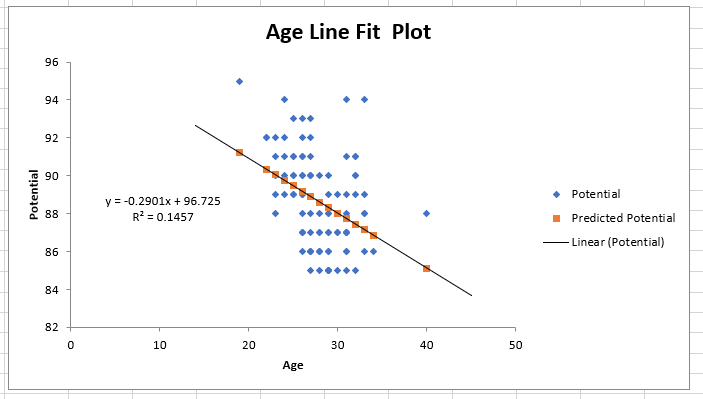 Age Line Fit  Plot
96
94
92
90
88
86
84
82
0
10
20
30
40
50
Potential
Age
y = -0.2901x + 96.725
R² = 0.1457
Potential
Predicted Potential
Linear (Potential)